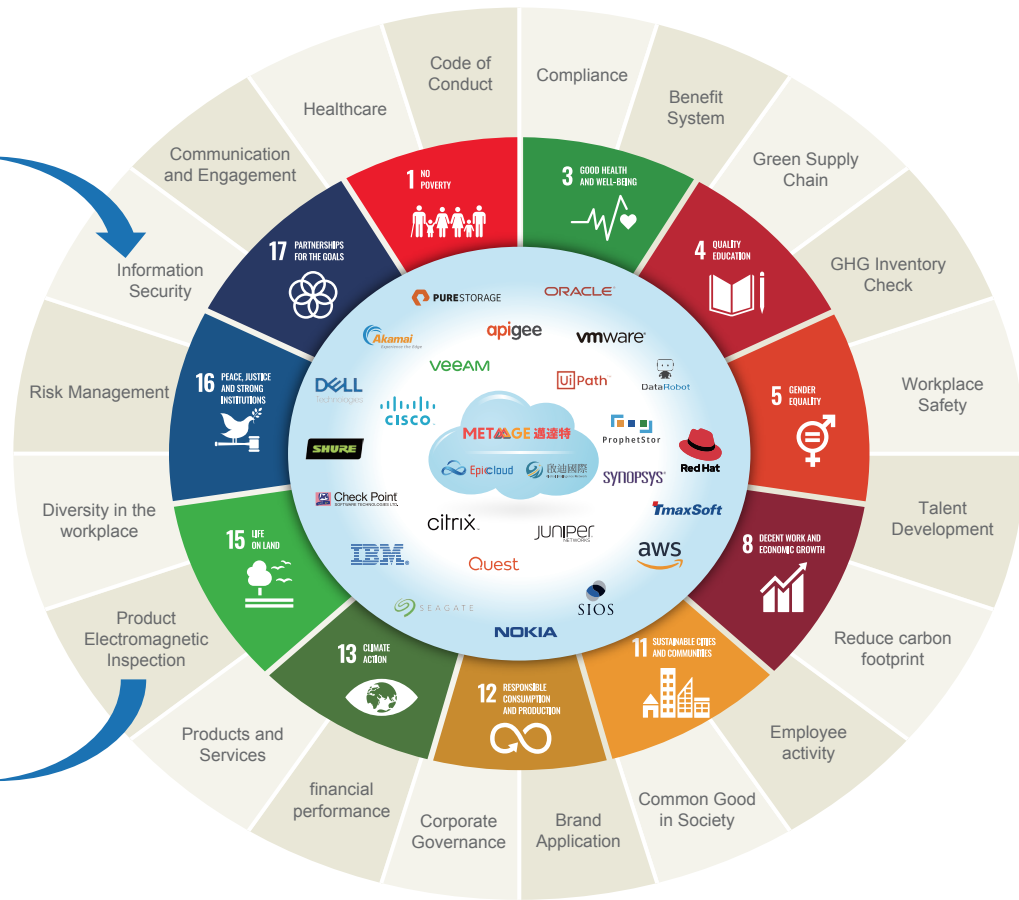 Code of
Conduct
Compliance
Benefit
System
Green Supply
Chain
GHG Inventory
Check
Workplace
Safety
Talent
Development
Reduce carbon
footprint
Employee
activity
Common Good
in Society
Brand
Application
Corporate
Governance
financial
performance
Products and
Services
Product
Electromagnetic
Inspection
Diversity in the
workplace
Risk Management
Information
Security
Communication
and Engagement
Healthcare
1 NO
POVERTY
3 GOOD HEALTH
AND WELL-BEING
4 QUALITY
EDUCATION
5 GENDER
EQUALITY
8 DECENT WORK AND
ECONOMIC GROWTH
11 SUSTAINABLE CITIES
AND COMMUNITIES
12 RESPONSIBLE
CONSUMPTION
AND PRODUCTION
13 CLIMATE
ACTION
15 LIFE
ON LAND
16 PEACE, JUSTICE
AND STRONG
INSTITUTIONS
17 PARTNERSHIPS
FOR THE GOALS
PURESTORAGE
ORACLE
Akamai
Experience the Edge
apigee
vmware
veeAM
UiPath
DataRobot
DELL
Technologies
CISCO
METAAGE 邁達特
ProphetStor
Red Hat
SHURE
Epicloud
啟迪國際
SYNOPSYS
Check Point
SOFTWARE TECHNOLOGIES LTD.
TmaxSoft
citrix
JUNIPER
NETWORKS
aws
IBM
Quest
SEAGATE
SIOS
NOKIA